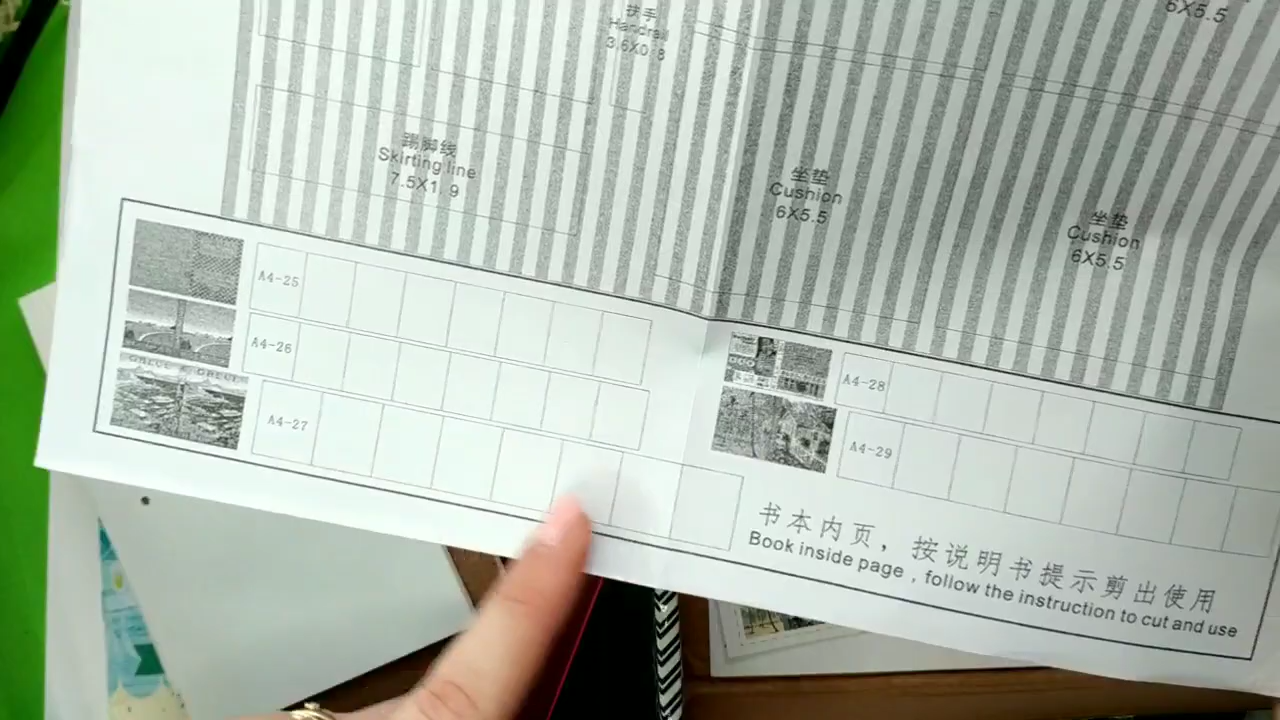 扶手
Handrail
3.6X0.8
6X5.5
踢脚线
Skirting line
7.5X1.9
坐垫
Cushion
6X5.5
坐垫
Cushion
6X5.5
A4-25
A4-26
A4-27
A4-28
A4-29
书本内页，按说明书提示剪出使用
Book inside page , follow the instruction to cut and use